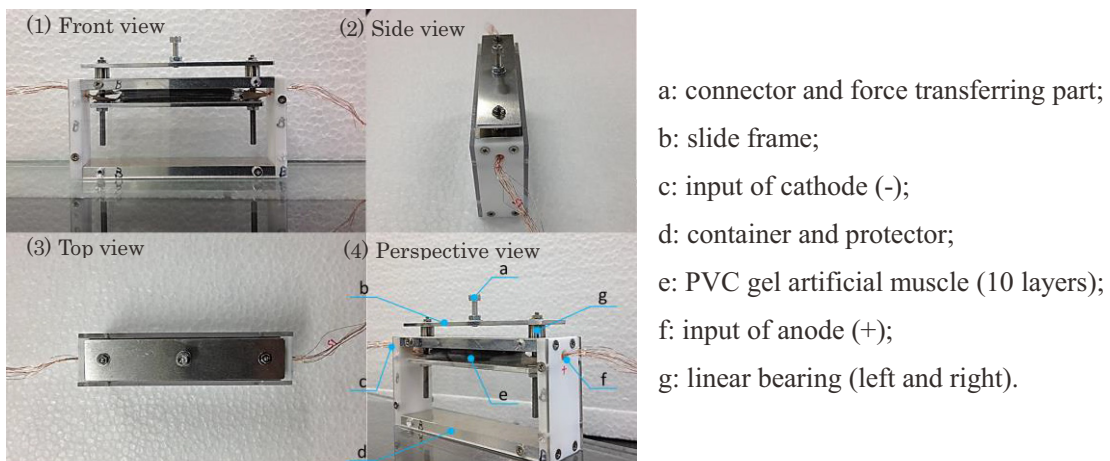 (1) Front view
(2) Side view
(3) Top view
(4) Perspective view
a
b
g
c
e
f
d
a: connector and force transferring part;
b: slide frame;
c: input of cathode (-);
d: container and protector;
e: PVC gel artificial muscle (10 layers);
f: input of anode (+);
g: linear bearing (left and right).